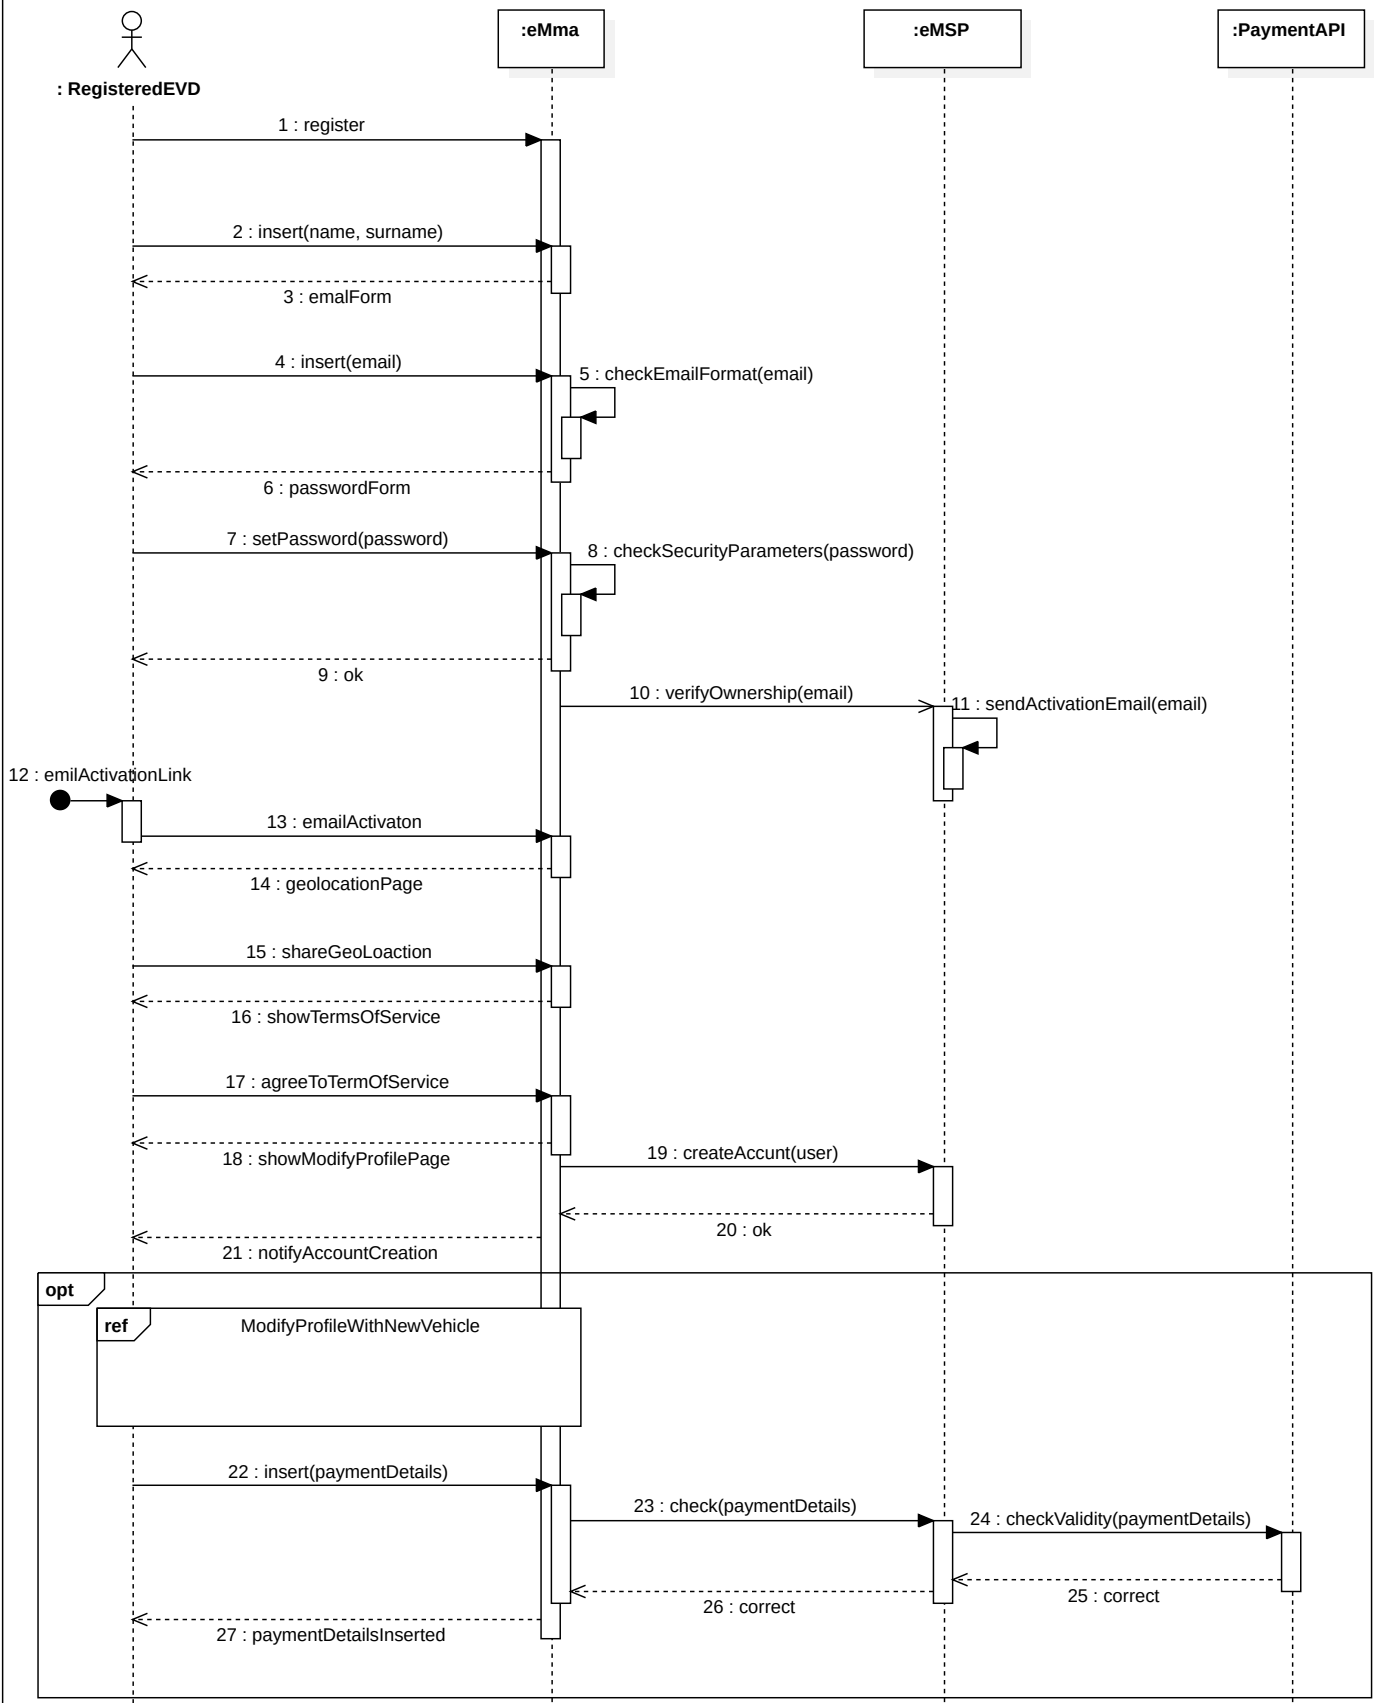 :eMma
:eMSP
:PaymentAPI
: RegisteredEVD
1 : register
2 : insert(name, surname)
3 : emalForm
4 : insert(email)
5 : checkEmailFormat(email)
6 : passwordForm
7 : setPassword(password)
8 : checkSecurityParameters(password)
9 : ok
10 : verifyOwnership(email)
11 : sendActivationEmail(email)
12 : emilActivationLink
13 : emailActivaton
14 : geolocationPage
15 : shareGeoLoaction
16 : showTermsOfService
17 : agreeToTermOfService
18 : showModifyProfilePage
19 : createAccunt(user)
20 : ok
21 : notifyAccountCreation
opt
ref
ModifyProfileWithNewVehicle
22 : insert(paymentDetails)
23 : check(paymentDetails)
24 : checkValidity(paymentDetails)
25 : correct
26 : correct
27 : paymentDetailsInserted